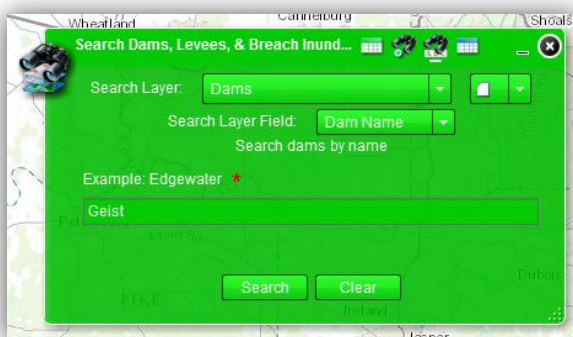 Wheatland
Cannelburg
Shoals
Search Dams, Levees, & Breach Inund...
Search Layer: Dams
Search Layer Field: Dam Name
Search dams by name
Example: Edgewater *
Geist
Dubois
Search Clear
PIKE
Ireland
Jasper